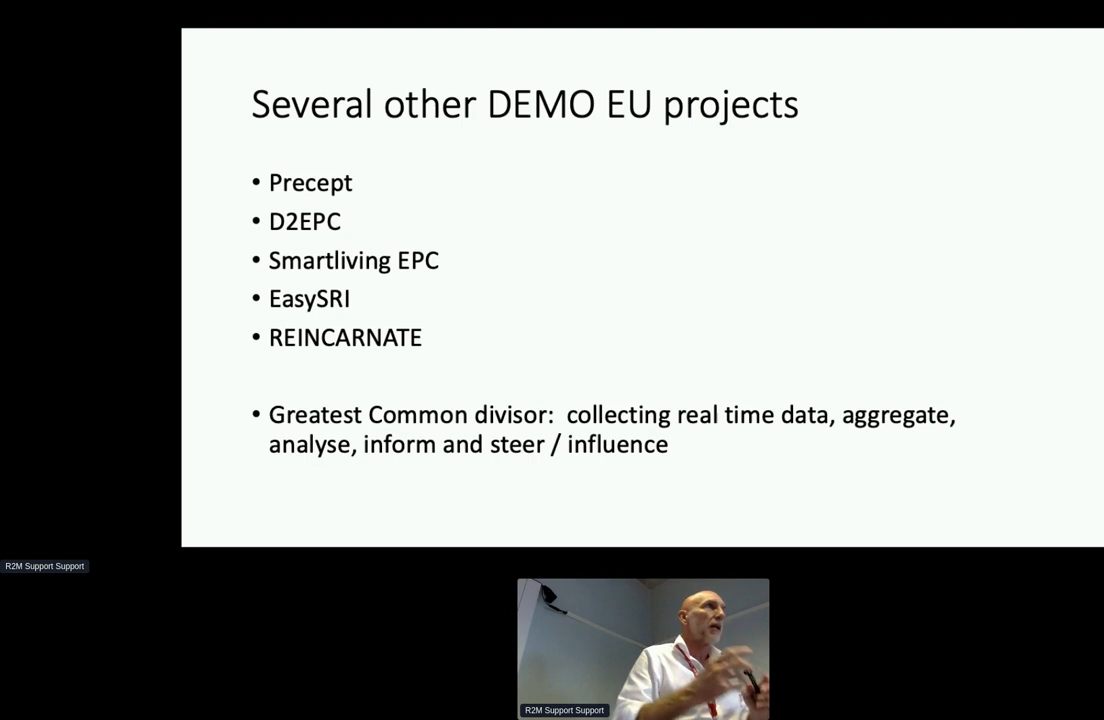 Several other DEMO EU projects
• Precept
• D2EPC
• Smartliving EPC
• EasySRI
• REINCARNATE
• Greatest Common divisor:  collecting real time data, aggregate,
analyse, inform and steer / influence
R2M Support Support
R2M Support Support